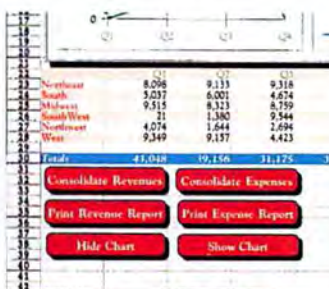 0
Q1 Q2 Q3
Q1 Q2 Q3
Northeast 8,098 9,133 9,318
South 5,037 6,001 4,674
Midwest 9,515 8,323 8,759
SouthWest 21 1,380 9,544
Northwest 4,074 1,644 2,694
West 9,349 9,157 4,423
Totals 41,048 39,156 31,175 3
Consolidate Revenues Consolidate Expenses
Print Revenue Report Print Expense Report
Hide Chart Show Chart